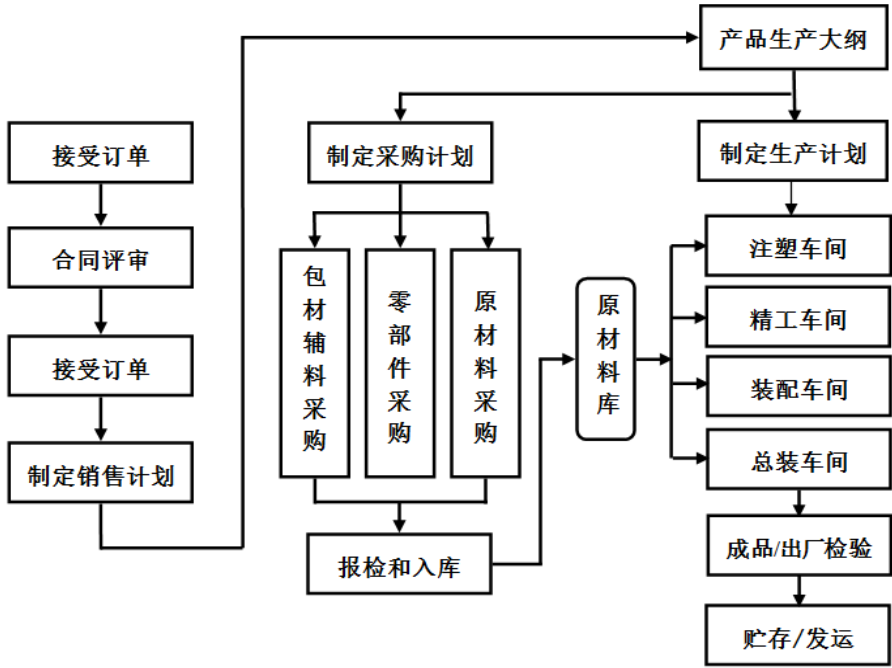 产品生产大纲
接受订单
制定采购计划
制定生产计划
合同评审
包材辅料采购
零部件采购
原材料采购
原材料库
注塑车间
精工车间
接受订单
装配车间
制定销售计划
总装车间
报检和入库
成品/出厂检验
贮存/发运